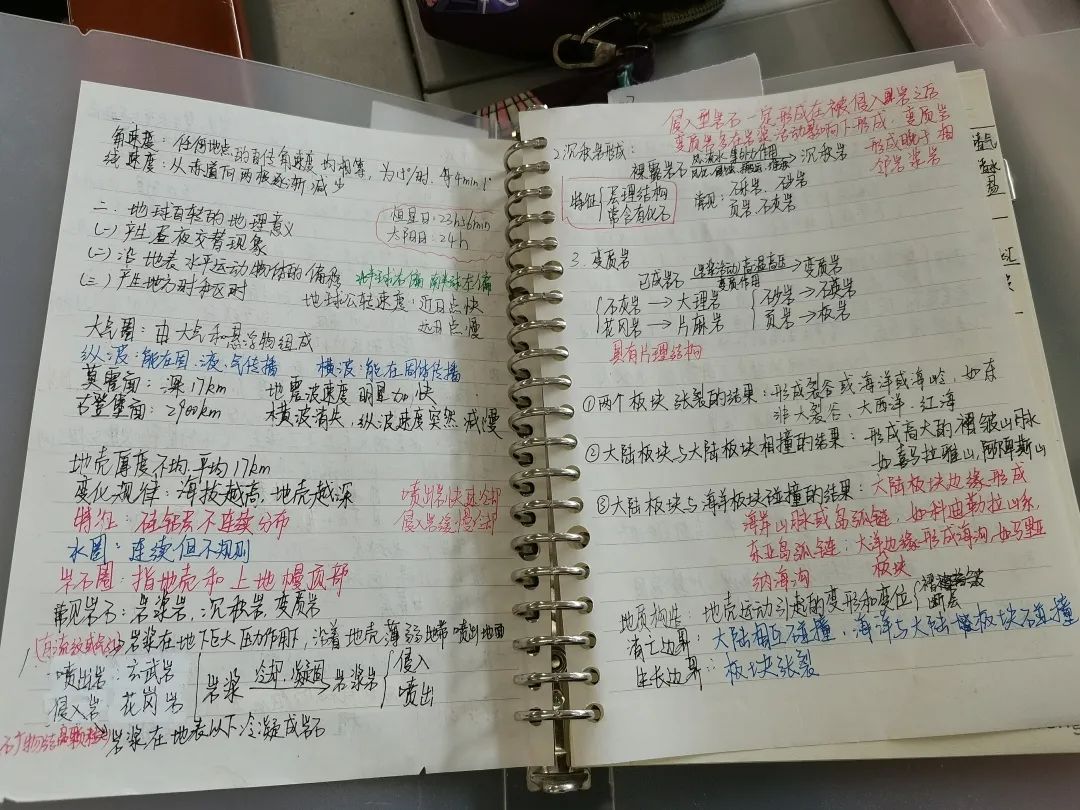 角速度：任何地点的自转角速度均相等，为15°/时，每4min1°
线速度：从赤道向两极逐渐减少
二．地球自转的地理意义
恒星日：23h56min
太阳日：24h
(一)产生昼夜交替现象
(二)沿地表水平运动物体的偏移 北半球右偏 南半球左偏
(三)产生地方时和区时 地球公转速度：近日点快
远日点慢
大气圈：由大气和悬浮物组成
纵波：能在固、液、气传播 横波：能在固体传播
莫霍面：深17km 地震波速度明显加快
古登堡面：2900km 横波消失，纵波速度突然减慢
地壳厚度不均，平均17km
变化规律：海拔越高，地壳越深
特征：硅铝层不连续分布
喷出岩快速冷却
侵入岩缓慢冷却
水圈：连续但不规则
岩石圈：指地壳和上地幔顶部
常见岩石：岩浆岩、沉积岩、变质岩
1 岩浆在地下巨大压力作用下，沿着地壳薄弱地带喷出地面
喷出岩：玄武岩
侵入岩 花岗岩
岩浆 冷却凝固 岩浆岩 侵入
喷出
岩浆在地表以下冷凝成岩石
侵入型岩石一定形成在被侵入岩之后
变质岩多在岩浆活动影响下形成，变质岩
形成晚于相
邻岩浆岩
2.沉积岩形成：
裸露岩石 沉积岩
特征 层理结构
常含有化石
常见：砾岩、砂岩
页岩、石灰岩
3．变质岩
已成岩石 岩浆活动高温高压 变质岩
变质作用
石灰岩→大理岩
花冈岩→片麻岩
砂岩→石英岩
页岩→板岩
具有片理结构
①两个板块张裂的结果：形成裂谷或海洋或海岭，如东
非大裂谷、大西洋、红海
②大陆板块与大陆板块相撞的结果：形成高大的褶皱山脉
如喜马拉雅山，阿卑斯山
③大陆板块与海洋板块碰撞的结果：大陆板块边缘形成
海岸山脉或岛弧链，如科迪勒拉山系，
东亚岛弧链；大洋边缘形成海沟，如马里亚
纳海沟 板块
地质构造：地壳运动引起的变形和变位
断层
消亡边界：大陆相互碰撞，海洋与大陆板块石碰撞
生长边界：板块张裂